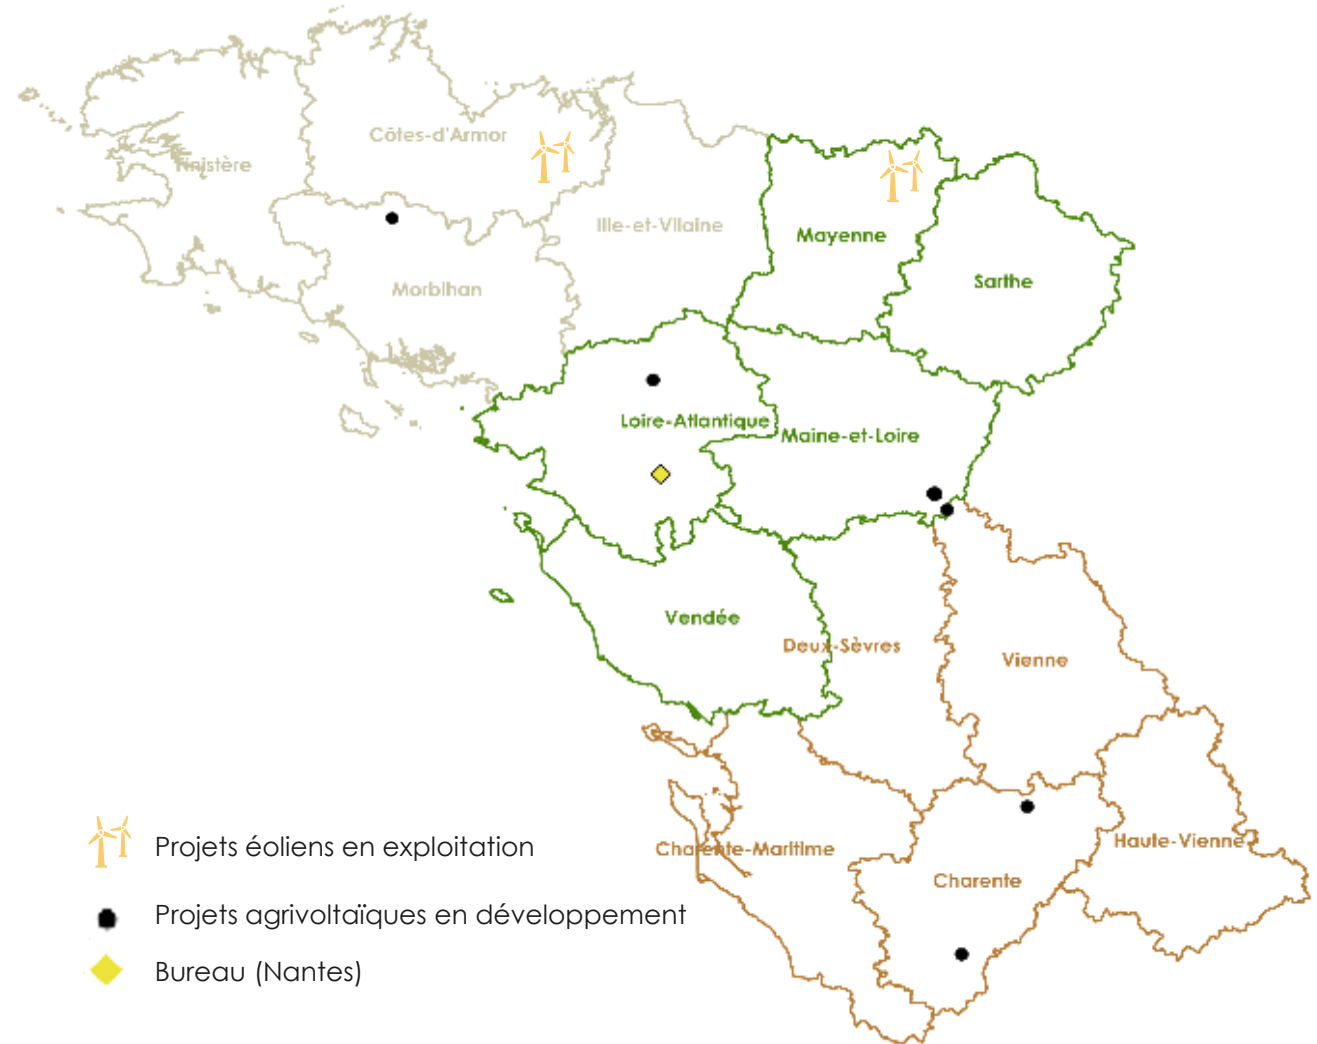 Côtes-d'Armor
Finistère
Ille-et-Vilaine
Mayenne
Sarthe
Morbihan
Loire-Atlantique
Maine-et-Loire
Vendée
Deux-Sèvres
Vienne
Charente-Maritime
Haute-Vienne
Charente
Projets éoliens en exploitation
Projets agrivoltaïques en développement
Bureau (Nantes)